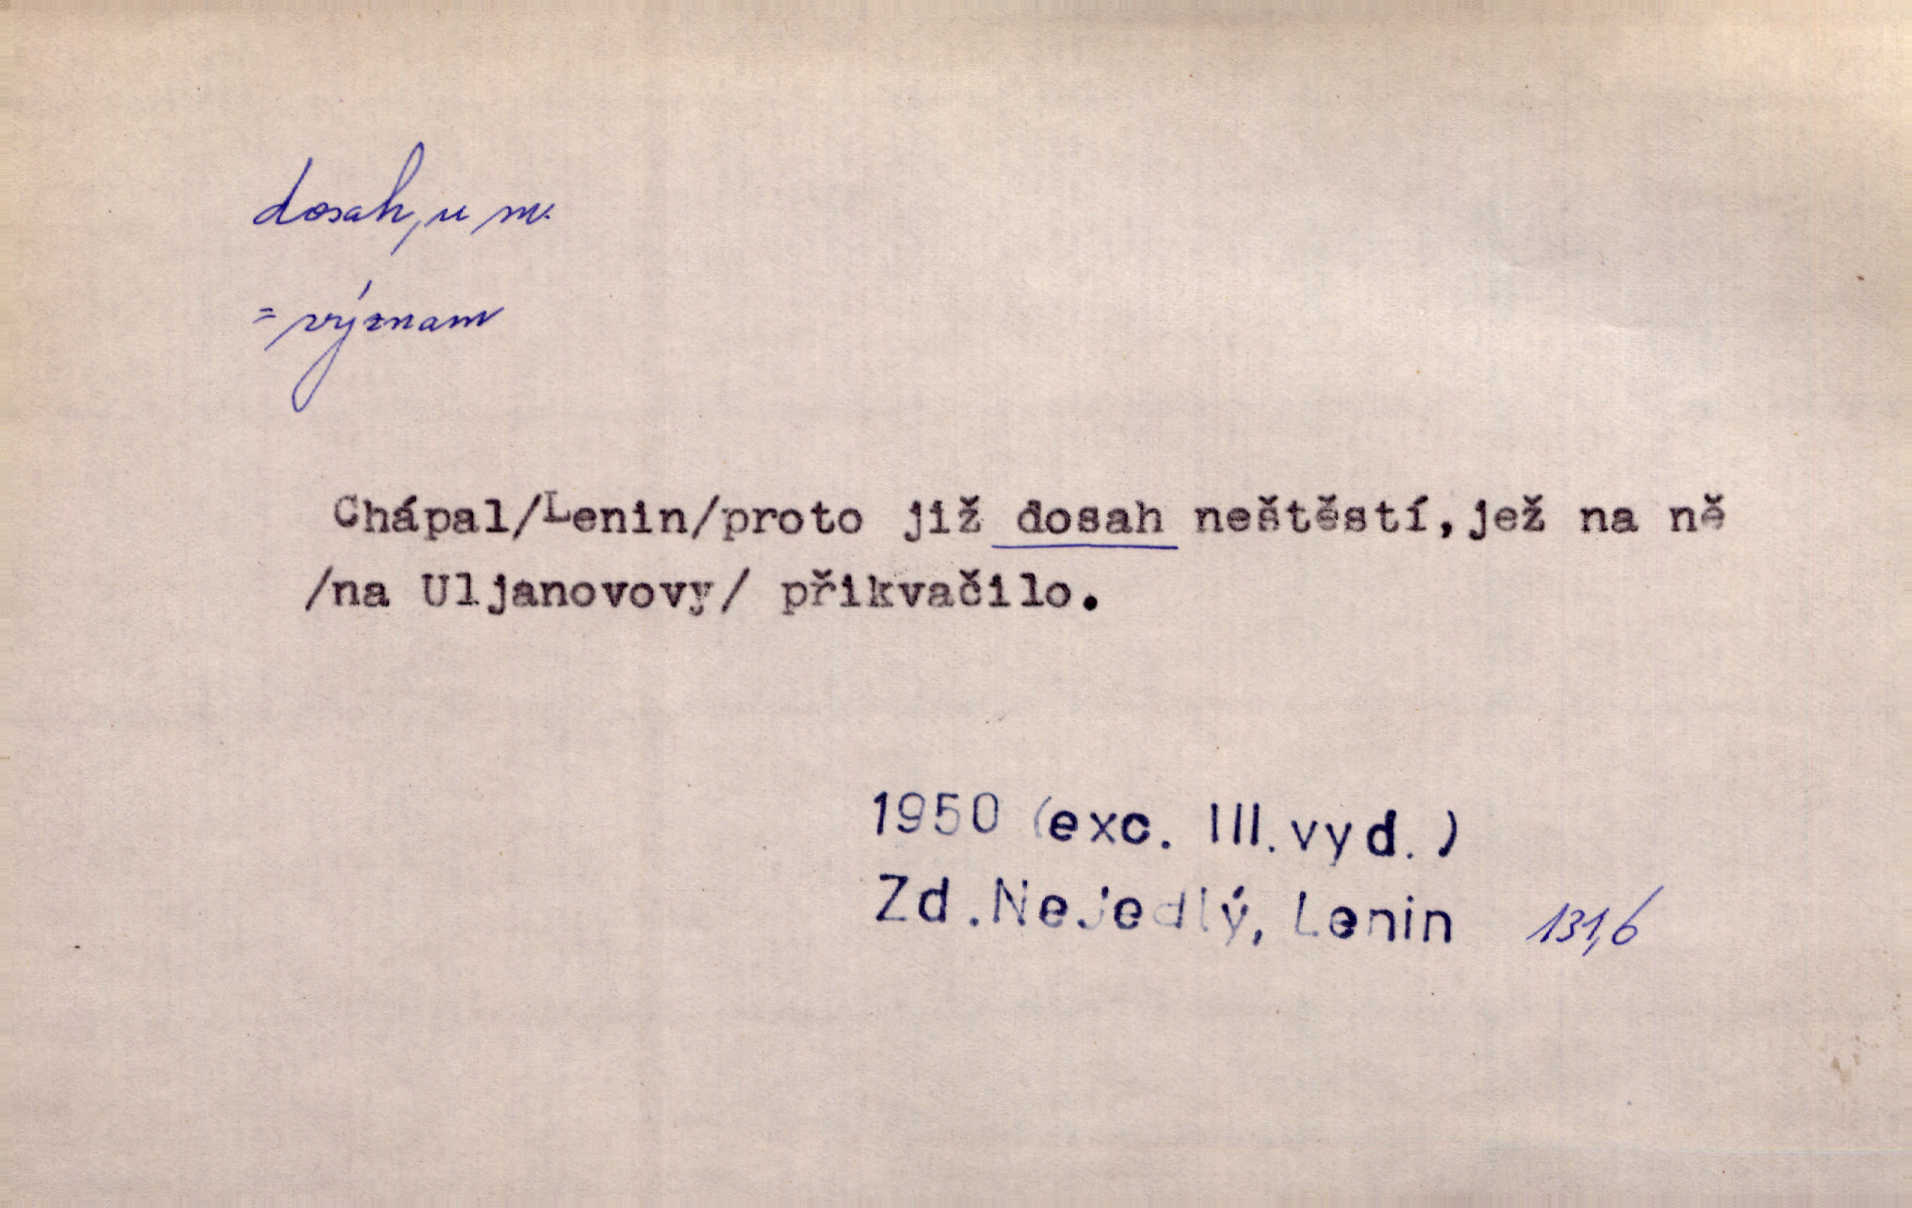 dosah, u m.
= význam
Chápal/Lenin/proto již dosah neštěstí,jež na ně
/na Uljanovovy/ přikvačilo.
1950 (exc. III.vyd.)
Zd.Nejedlý, Lenin 131,6